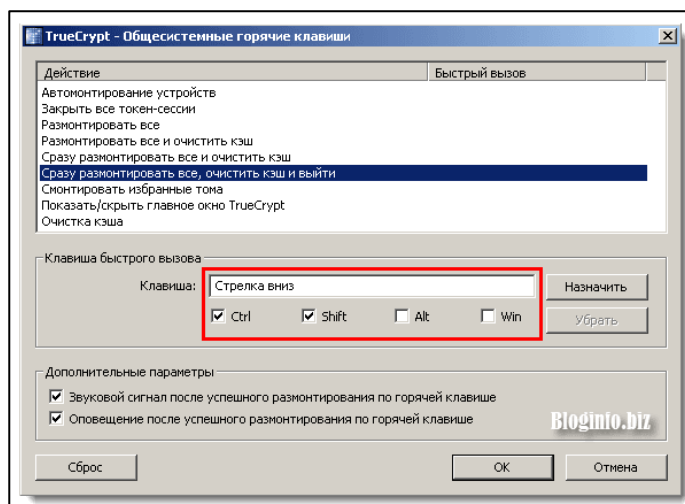 TrueCrypt - Общесистемные горячие клавиши
Действие Быстрый вызов
Автомонтирование устройств
Закрыть все токен-сессии
Размонтировать все
Размонтировать все и очистить кэш
Сразу размонтировать все и очистить кэш
Сразу размонтировать все, очистить кэш и выйти
Смонтировать избранные тома
Показать/скрыть главное окно TrueCrypt
Очистка кэша
Клавиша быстрого вызова
Клавиша: Стрелка вниз Назначить
Ctrl Shift Alt Win Убрать
Дополнительные параметры
Звуковой сигнал после успешного размонтирования по горячей клавише
Оповещение после успешного размонтирования по горячей клавише
Bloginfo.biz
Сброс ОК Отмена